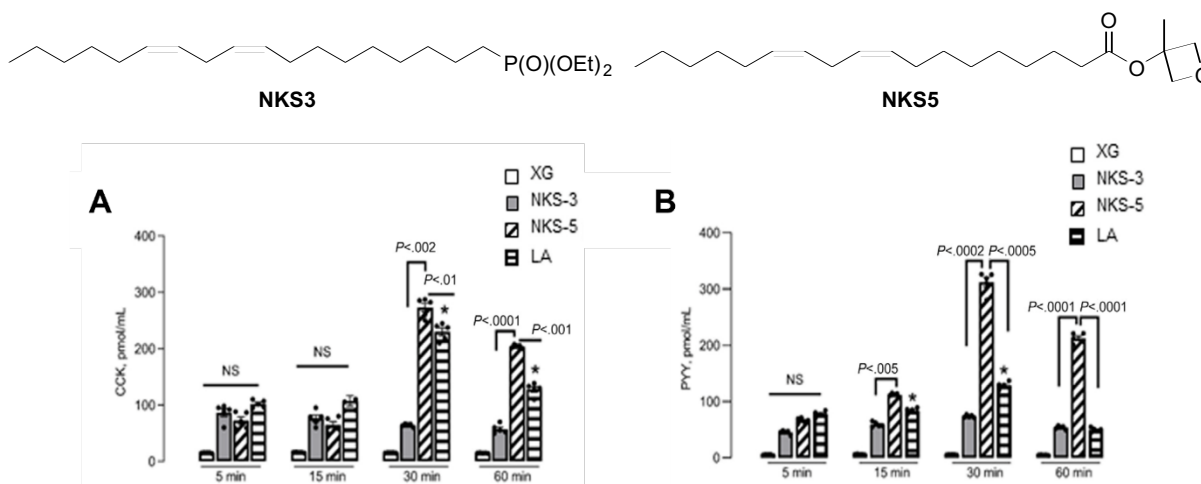 P(O)(OEt)₂
NKS3
O
O
O
NKS5
A
XG
NKS-3
NKS-5
LA
CCK, pmol/mL
400
300
200
100
0
NS
NS
P<.002
P<.01
*
P<.0001
P<.001
*
5 min
15 min
30 min
60 min
B
XG
NKS-3
NKS-5
LA
PYY, pmol/mL
400
300
200
100
0
NS
P<.005
*
P<.0002
P<.0005
*
P<.0001
P<.0001
5 min
15 min
30 min
60 min